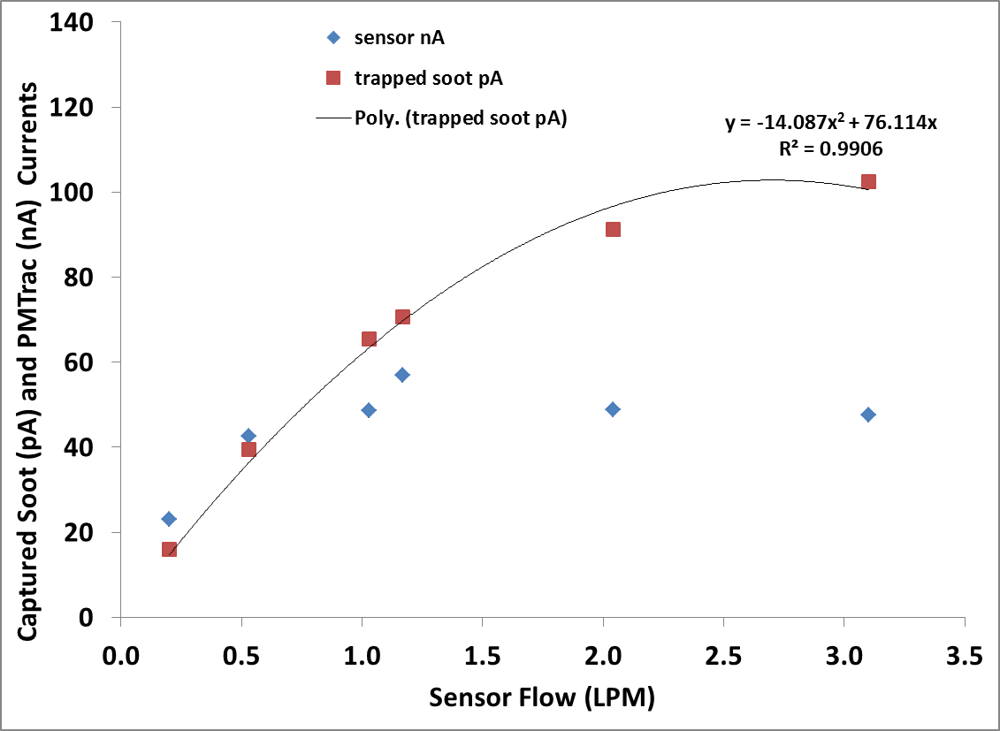 140
120
100
80
60
40
20
0
Captured Soot (pA) and PMTrac (nA) Currents
sensor nA
trapped soot pA
Poly. (trapped soot pA)
y = -14.087x² + 76.114x
R² = 0.9906
0.0 0.5 1.0 1.5 2.0 2.5 3.0 3.5
Sensor Flow (LPM)